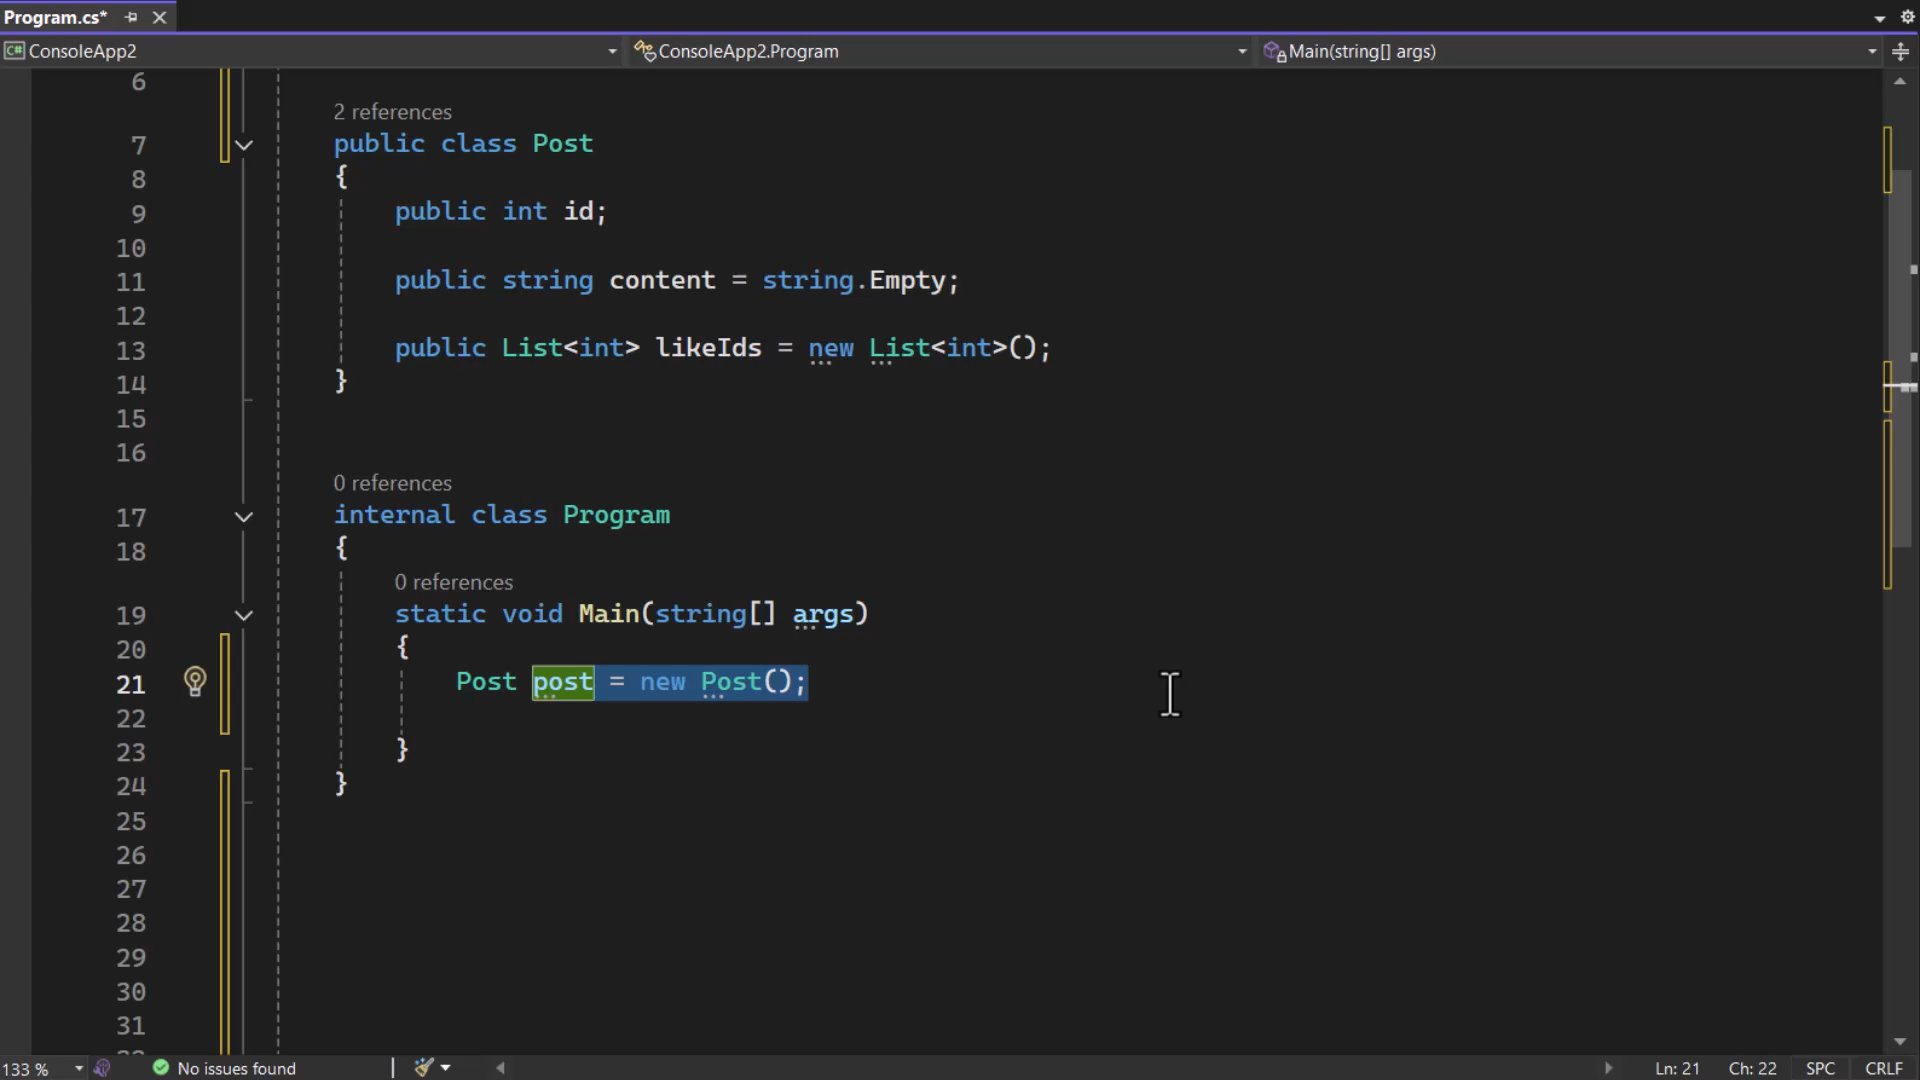 Program.cs*
C# ConsoleApp2
ConsoleApp2.Program
Main(string[] args)
6
2 references
7 public class Post
8 {
9 public int id;
10
11 public string content = string.Empty;
12
13 public List<int> likeIds = new List<int>();
14 }
15
16
0 references
17 internal class Program
18 {
0 references
19 static void Main(string[] args)
20 {
21 Post post = new Post();
22
23 }
24 }
25
26
27
28
29
30
31
133 % No issues found Ln: 21 Ch: 22 SPC CRLF